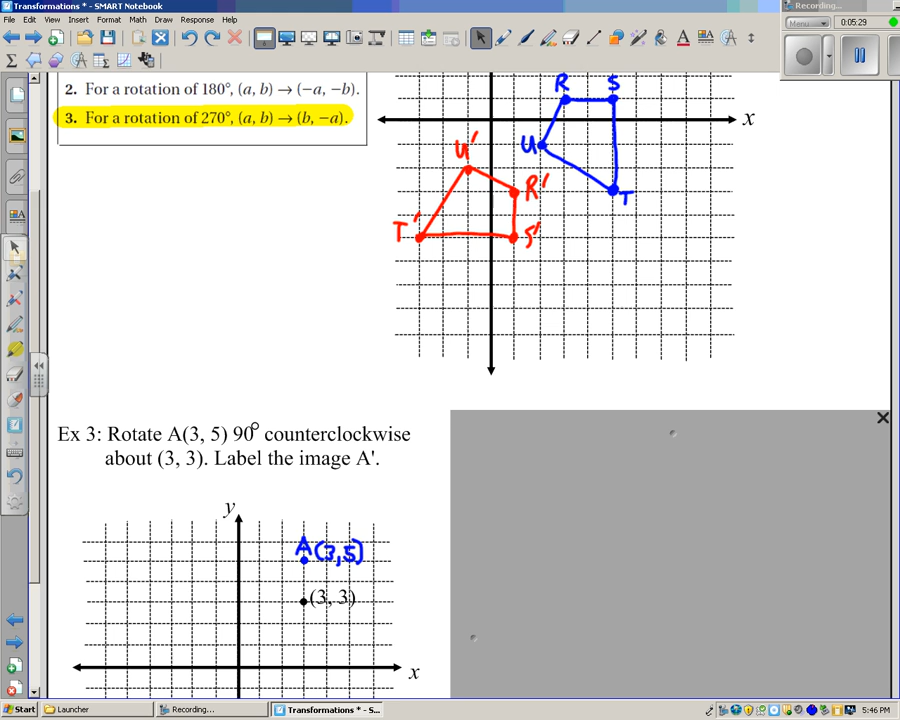 Transformations * - SMART Notebook
Recording...
File Edit View Insert Format Math Draw Response Help
Menu
00:05:29
2. For a rotation of 180°, (a, b) → (−a, −b).
3. For a rotation of 270°, (a, b) → (b, −a).
R S
x
U' U
R' T
T' S'
Ex 3: Rotate A(3, 5) 90° counterclockwise
about (3, 3). Label the image A'.
y
A(3,5)
(3, 3)
x
Start Launcher Recording... Transformations * - S... 5:46 PM